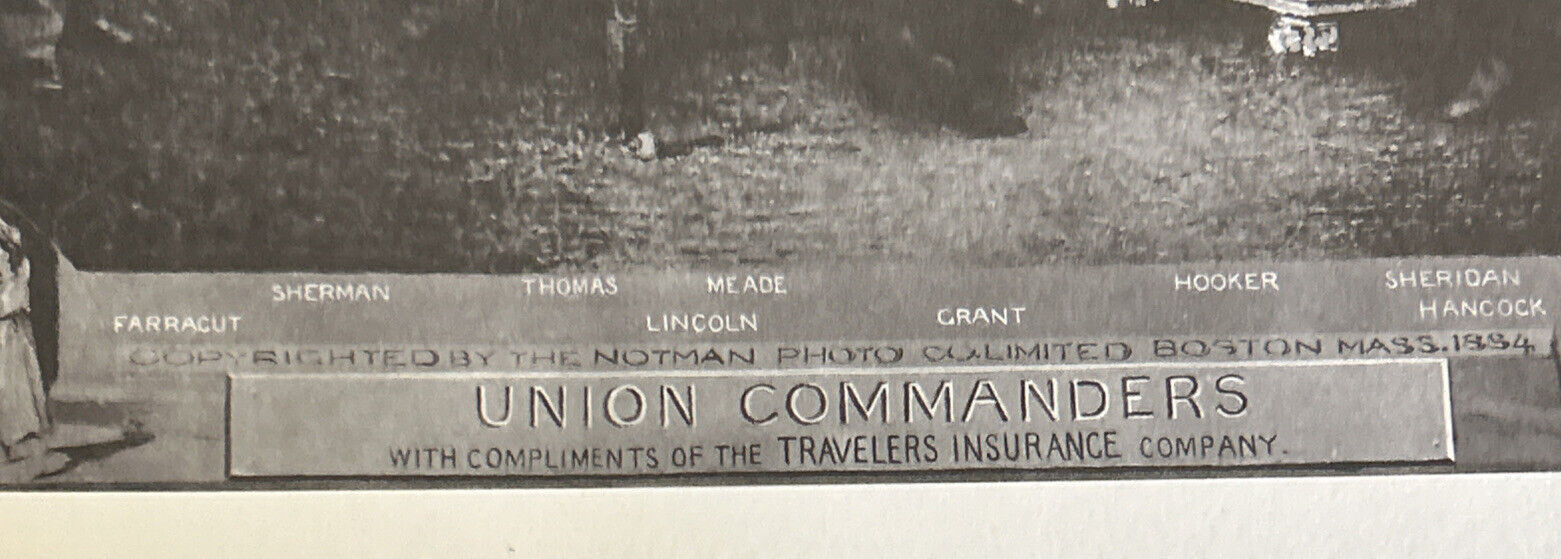 SHERMAN THOMAS MEADE HOOKER SHERIDAN
FARRAGUT LINCOLN GRANT HANCOCK
COPYRIGHTED BY THE NOTMAN PHOTO CO. LIMITED BOSTON MASS. 1884
UNION COMMANDERS
WITH COMPLIMENTS OF THE TRAVELERS INSURANCE COMPANY.